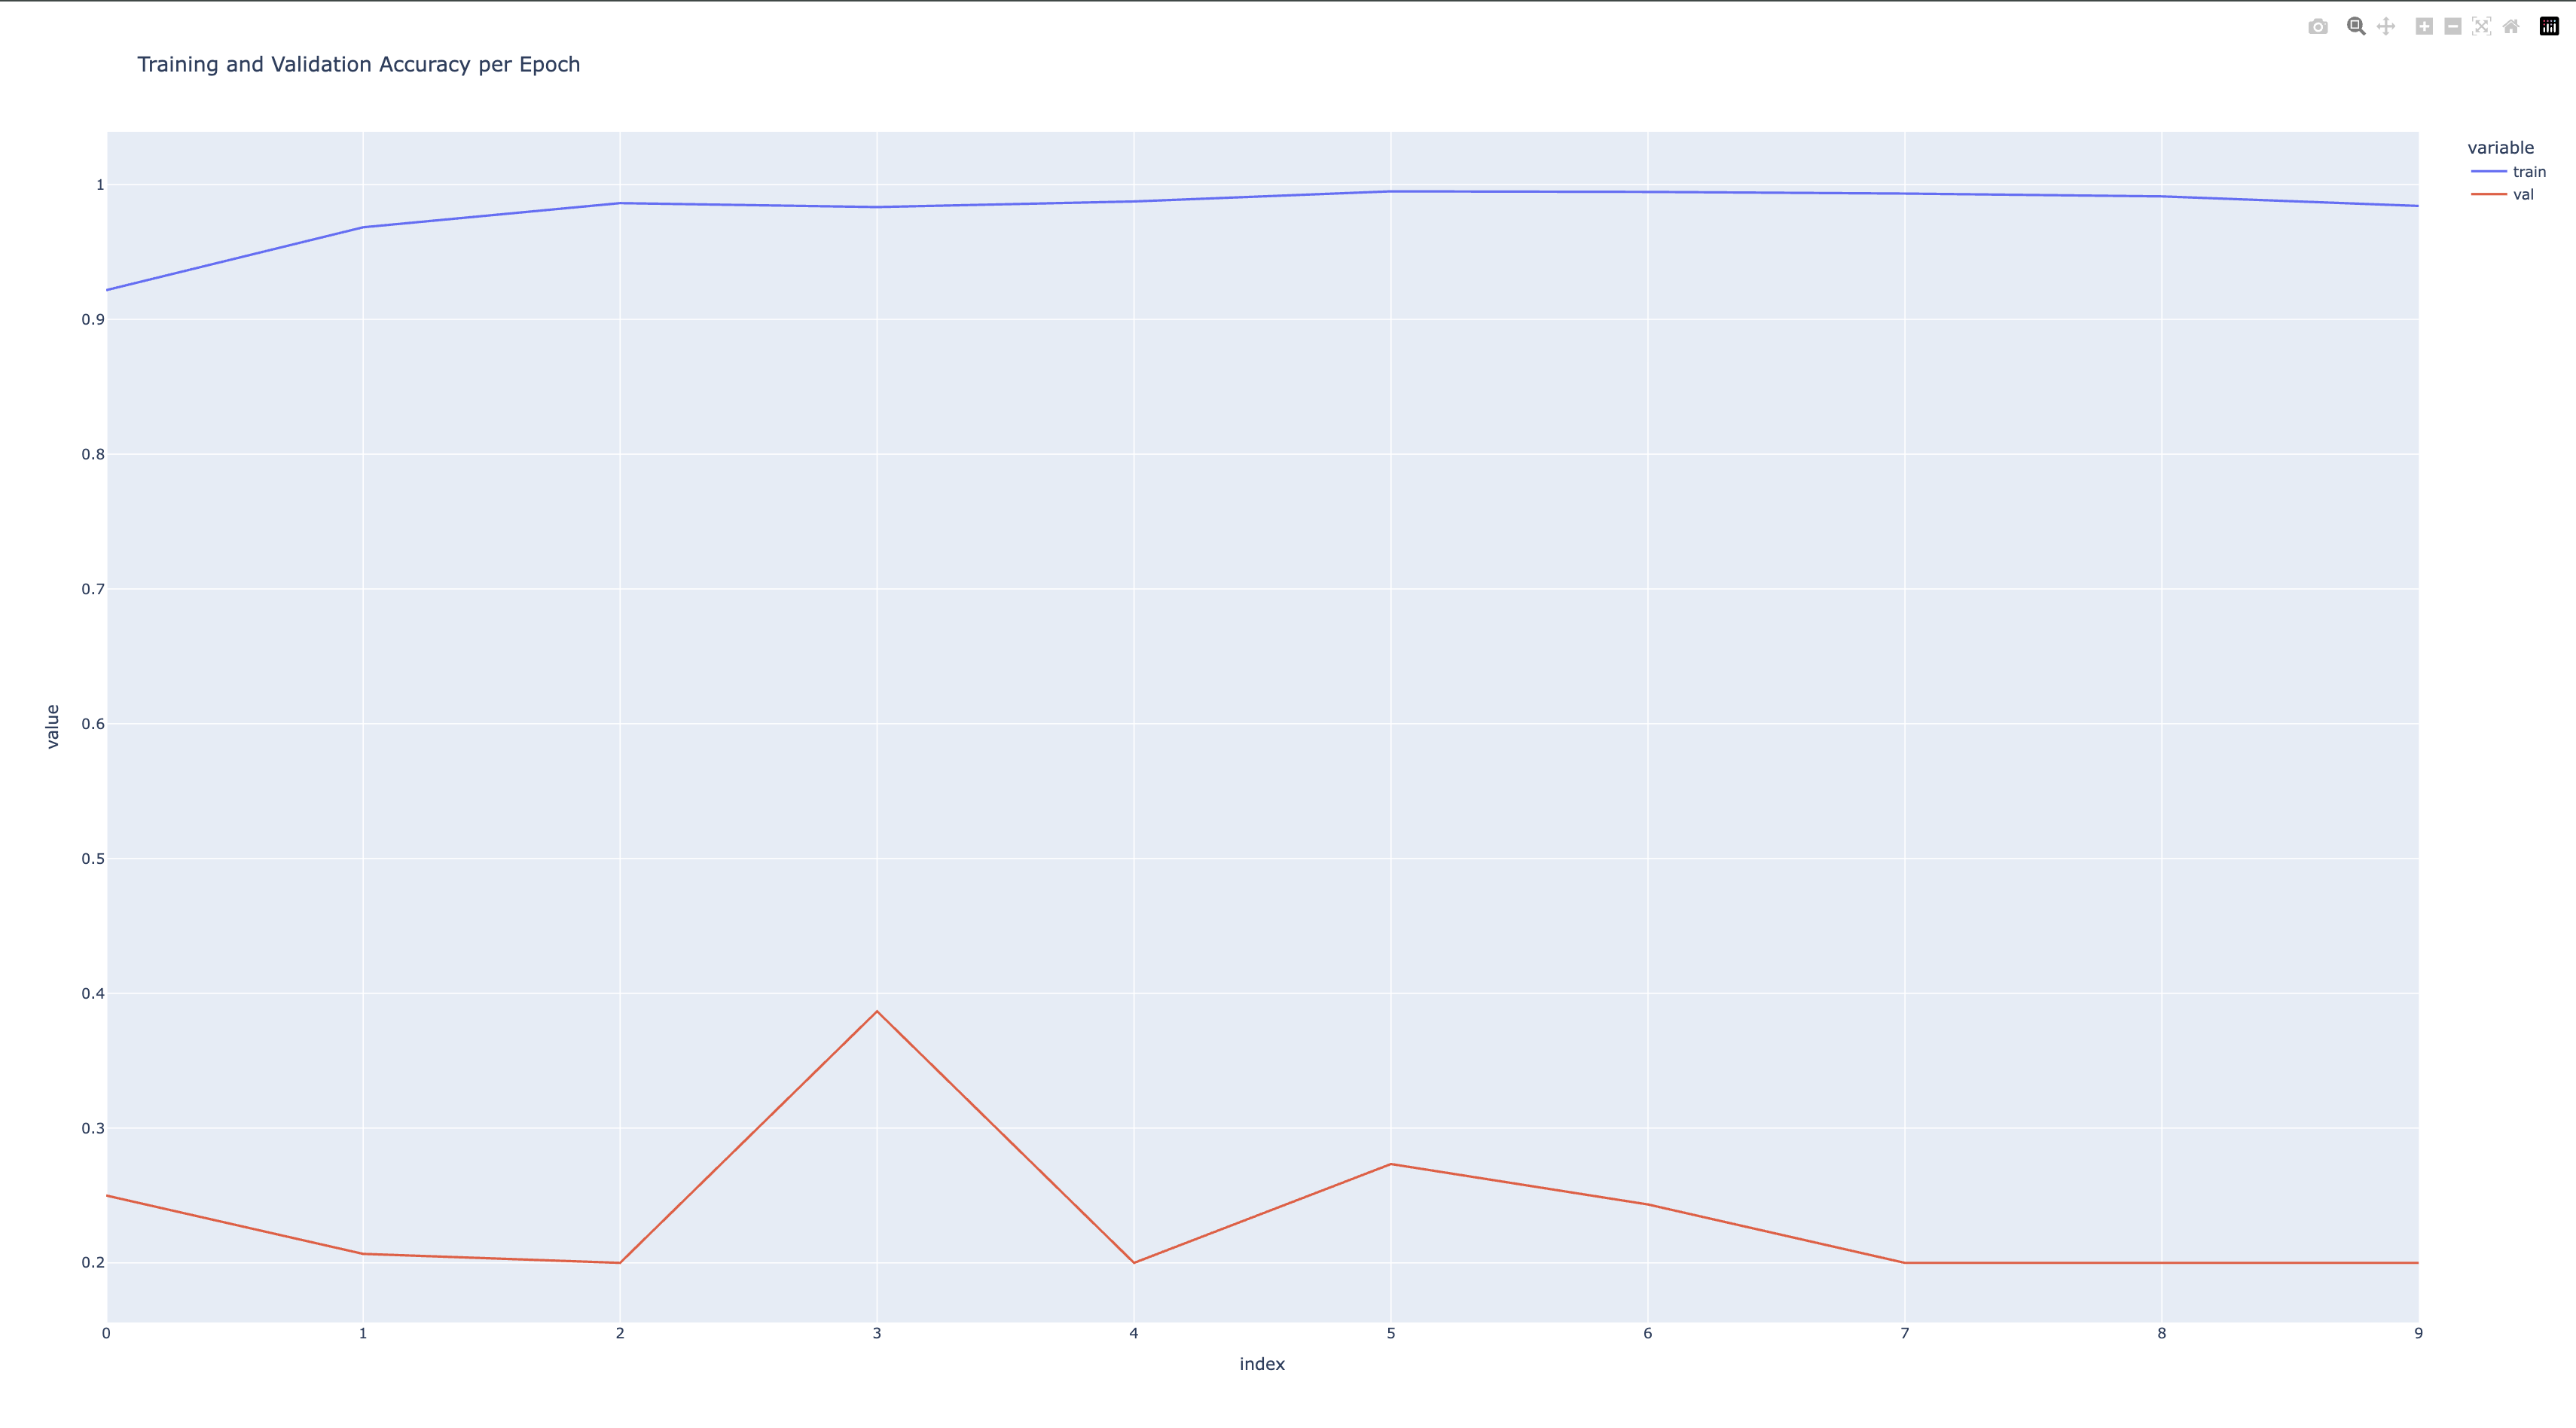 Training and Validation Accuracy per Epoch
variable
train
val
value
1
0.9
0.8
0.7
0.6
0.5
0.4
0.3
0.2
0 1 2 3 4 5 6 7 8 9
index